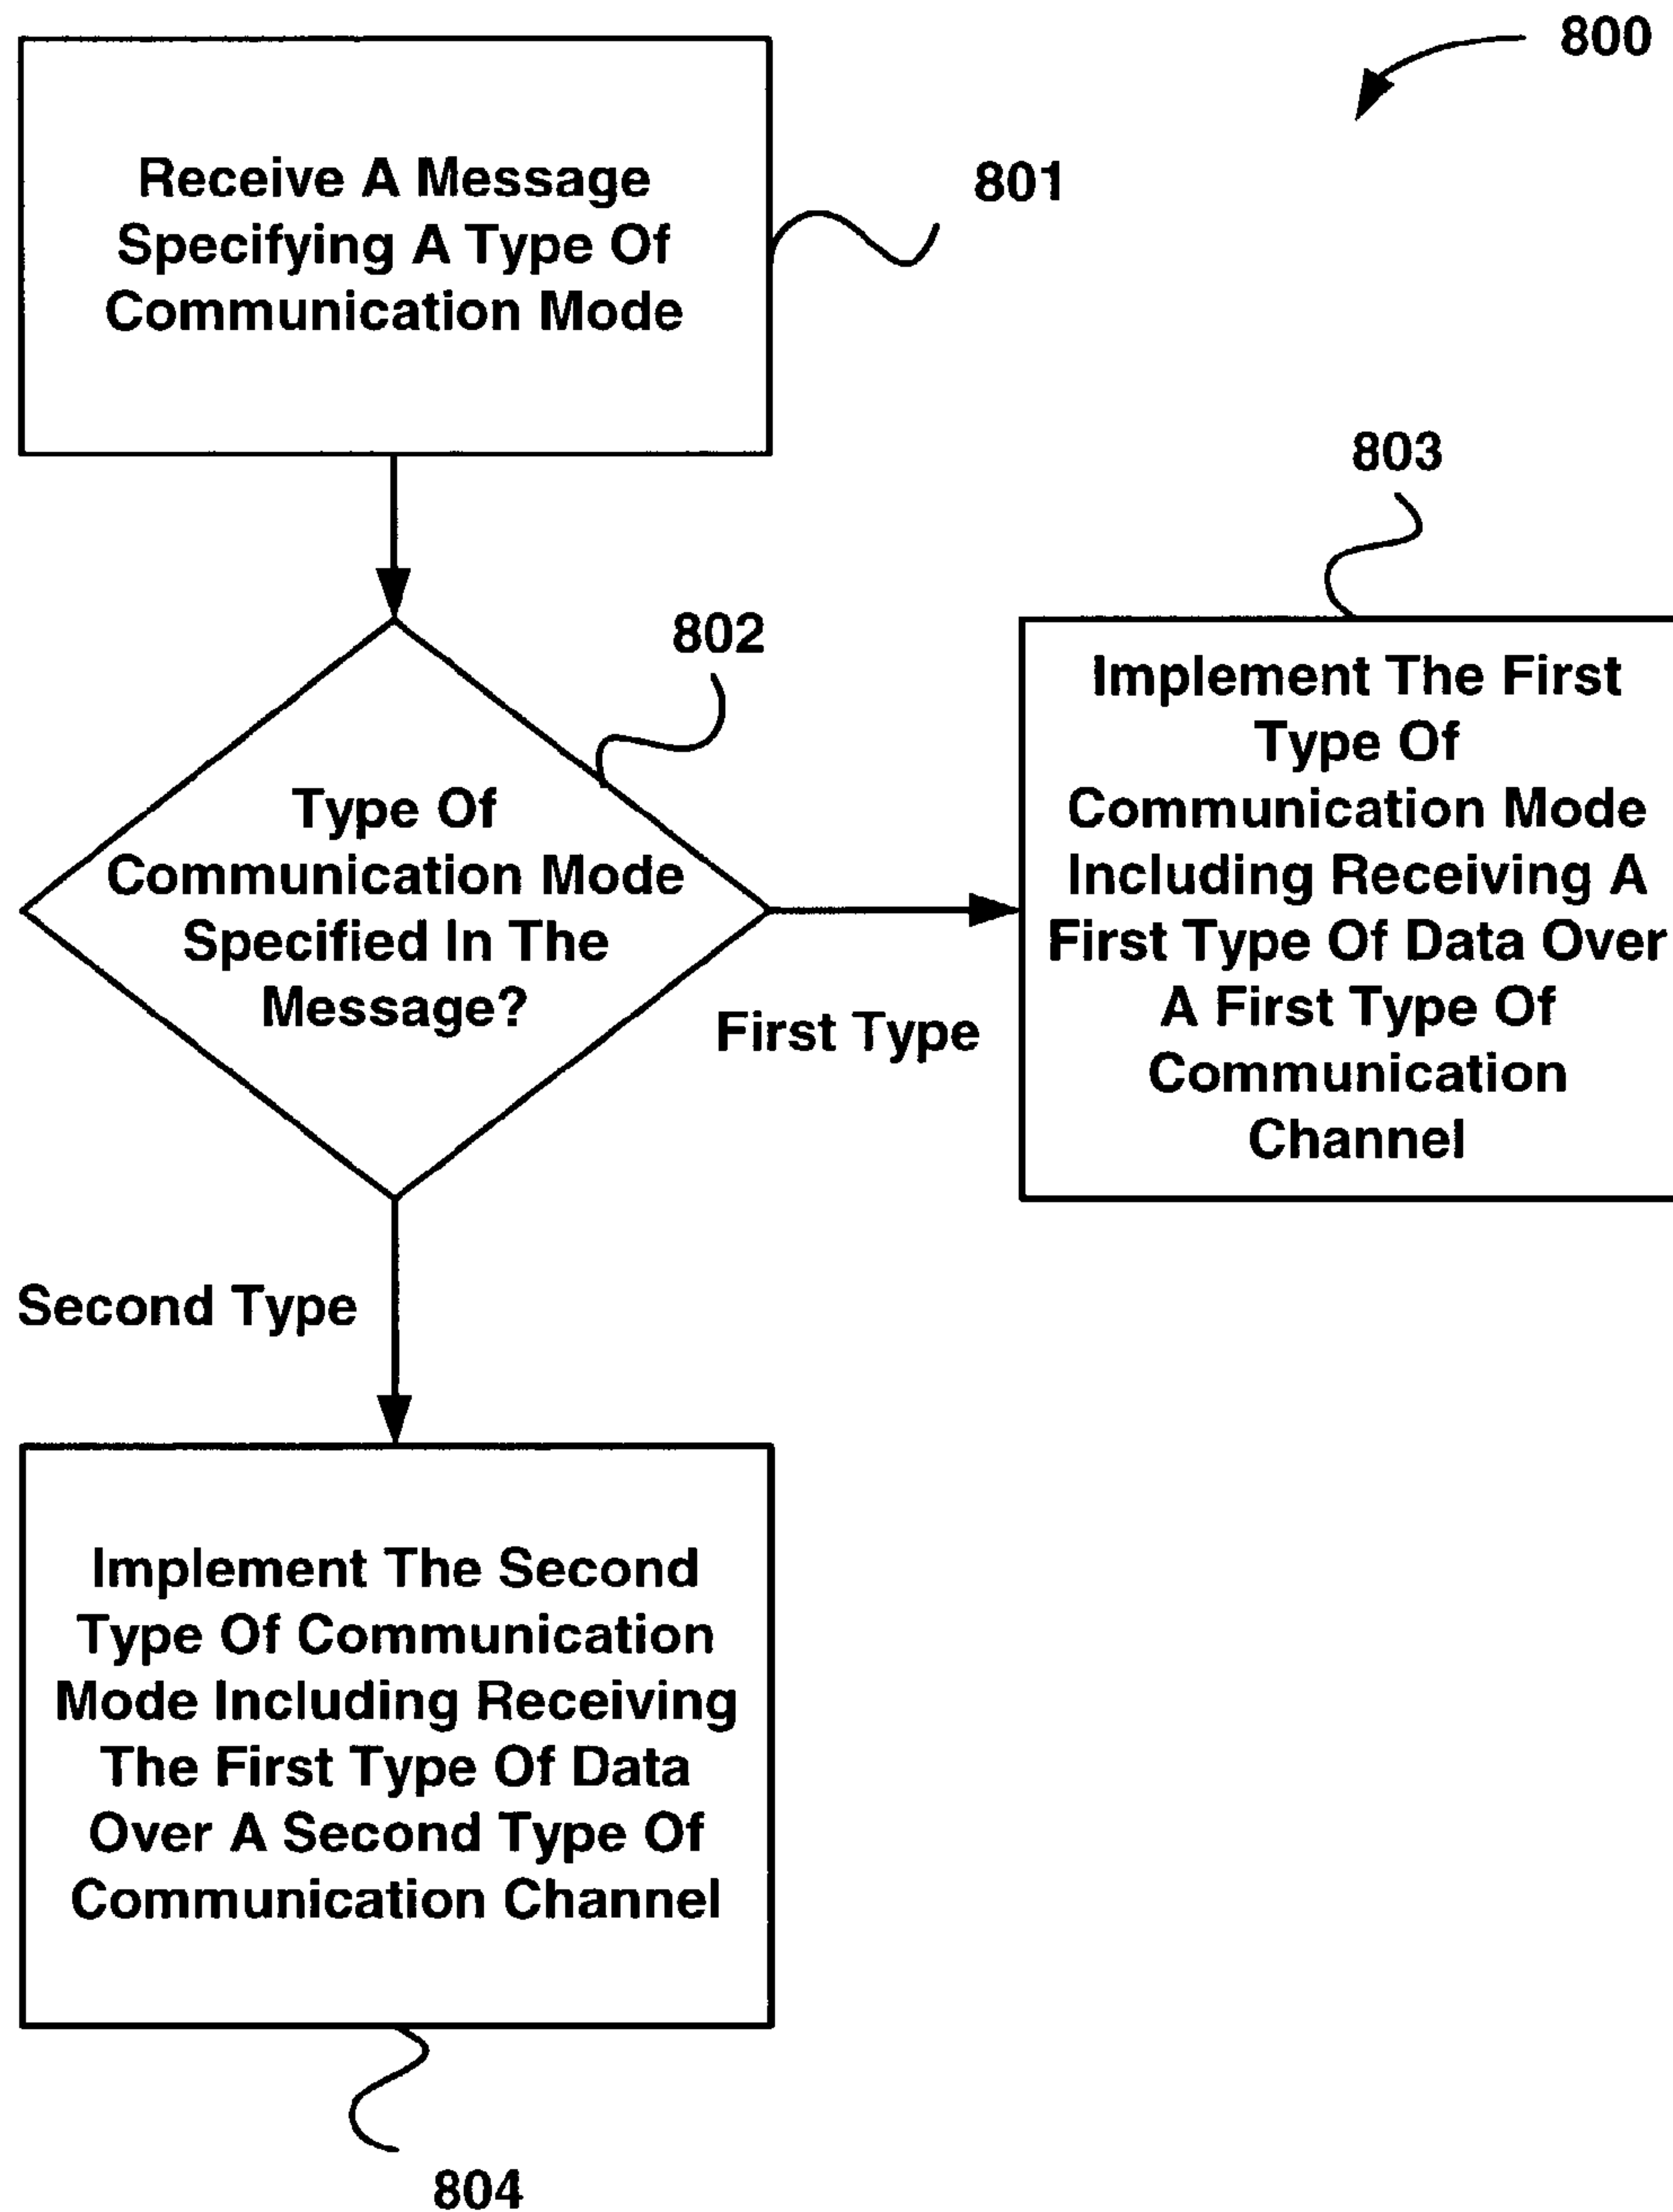 800
Receive A Message
Specifying A Type Of
Communication Mode
801
802
Type Of
Communication Mode
Specified In The
Message?
First Type
803
Implement The First
Type Of
Communication Mode
Including Receiving A
First Type Of Data Over
A First Type Of
Communication
Channel
Second Type
Implement The Second
Type Of Communication
Mode Including Receiving
The First Type Of Data
Over A Second Type Of
Communication Channel
804